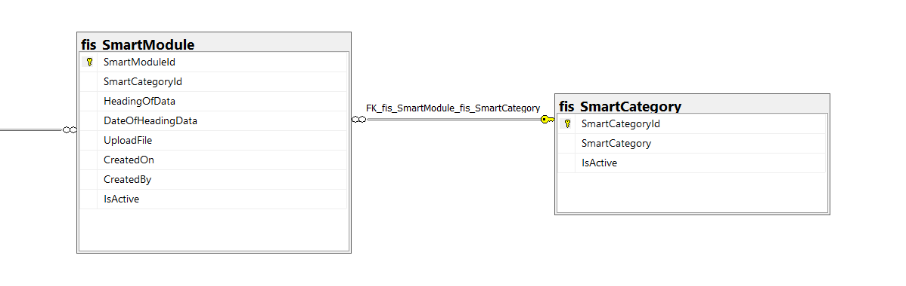 fis_SmartModule
SmartModuleId
SmartCategoryId
HeadingOfData
DateOfHeadingData
UploadFile
CreatedOn
CreatedBy
IsActive
FK_fis_SmartModule_fis_SmartCategory
fis_SmartCategory
SmartCategoryId
SmartCategory
IsActive